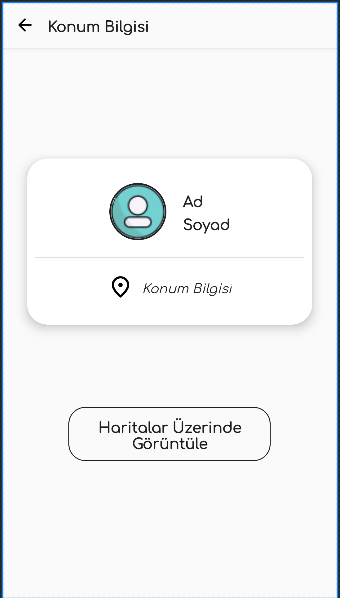 Konum Bilgisi
Ad
Soyad
Konum Bilgisi
Haritalar Üzerinde
Görüntüle